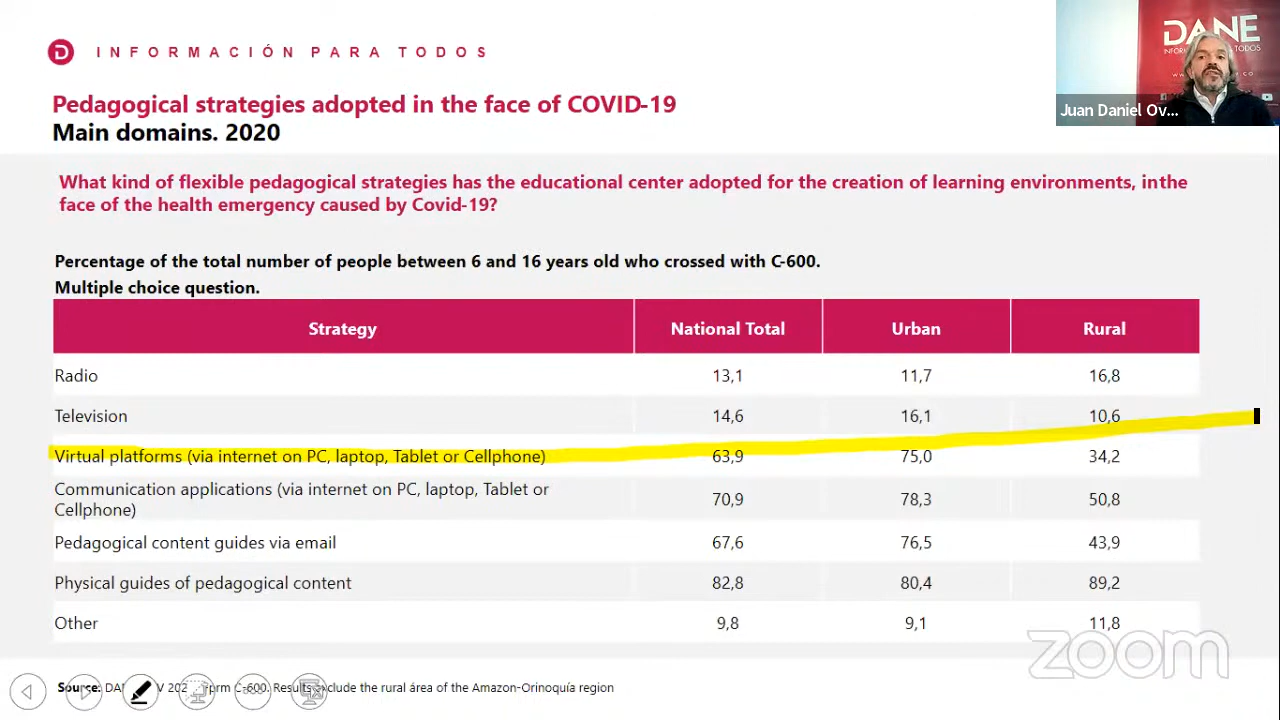 INFORMACIÓN PARA TODOS
DANE
INFOR TODOS
Juan Daniel Ov...
Pedagogical strategies adopted in the face of COVID-19
Main domains. 2020
What kind of flexible pedagogical strategies has the educational center adopted for the creation of learning environments, inthe
face of the health emergency caused by Covid-19?
Percentage of the total number of people between 6 and 16 years old who crossed with C-600.
Multiple choice question.
Strategy National Total Urban Rural
Radio 13,1 11,7 16,8
Television 14,6 16,1 10,6
Virtual platforms (via internet on PC, laptop, Tablet or Cellphone) 63,9 75,0 34,2
Communication applications (via internet on PC, laptop, Tablet or
Cellphone) 70,9 78,3 50,8
Pedagogical content guides via email 67,6 76,5 43,9
Physical guides of pedagogical content 82,8 80,4 89,2
Other 9,8 9,1 11,8
zoom
Source: C-600. Results the rural área of the Amazon-Orinoquía region